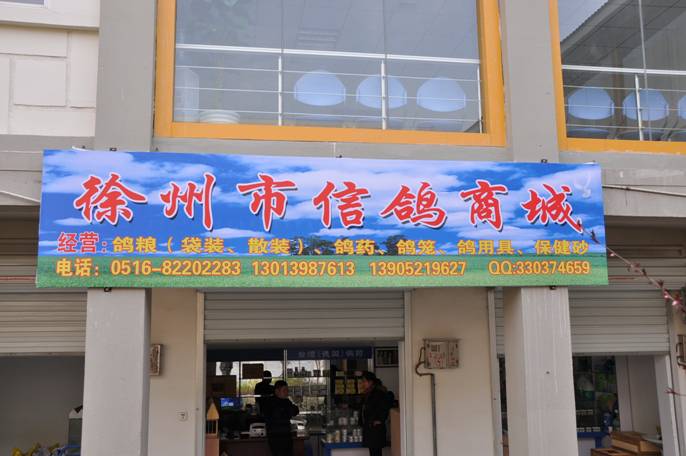 徐州市信鸽商城
经营:鸽粮(袋装、散装)、鸽药、鸽笼、鸽用具、保健砂
电话:0516-82202283 13013987613 13905219627 QQ:330374659